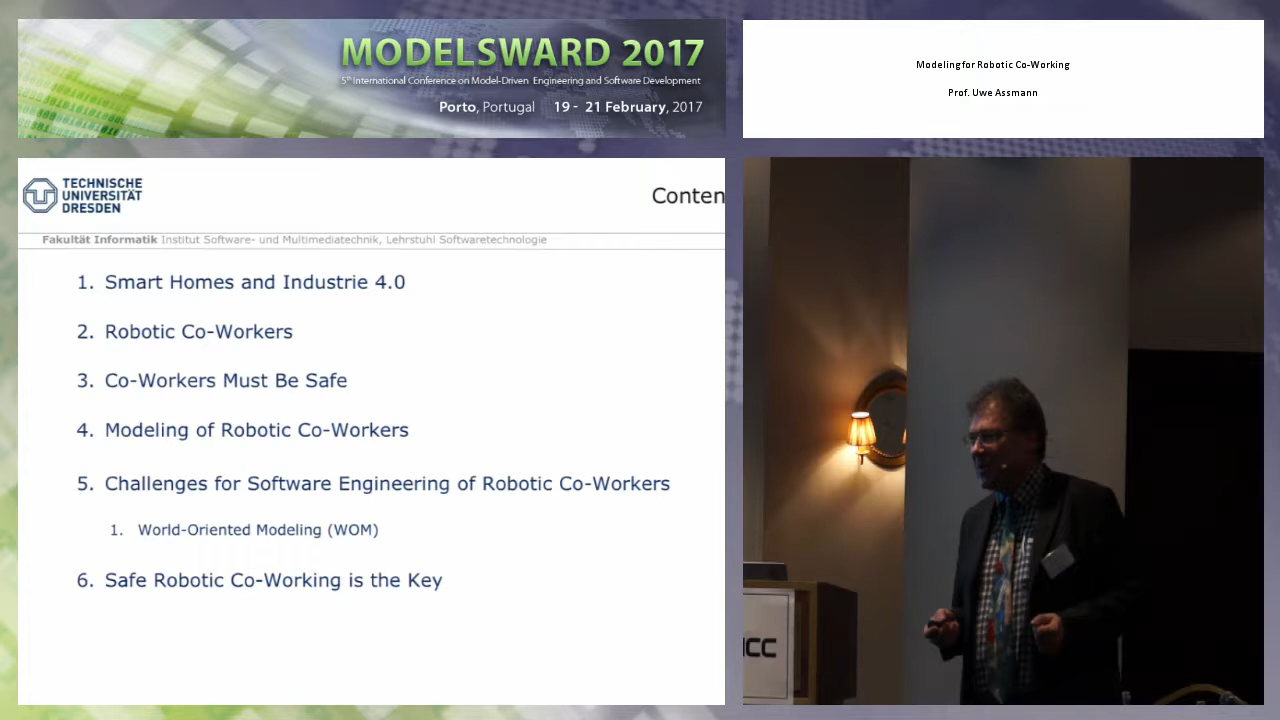 MODELSWARD 2017
5th International Conference on Model-Driven Engineering and Software Development
Porto, Portugal 19 - 21 February, 2017
Modelingfor Robotic Co-Working
Prof. Uwe Assmann
TECHNISCHE
UNIVERSITÄT
DRESDEN
Conten
Fakultät Informatik Institut Software- und Multimediatechnik, Lehrstuhl Softwaretechnologie
1. Smart Homes and Industrie 4.0
2. Robotic Co-Workers
3. Co-Workers Must Be Safe
4. Modeling of Robotic Co-Workers
5. Challenges for Software Engineering of Robotic Co-Workers
1. World-Oriented Modeling (WOM)
6. Safe Robotic Co-Working is the Key
ICC